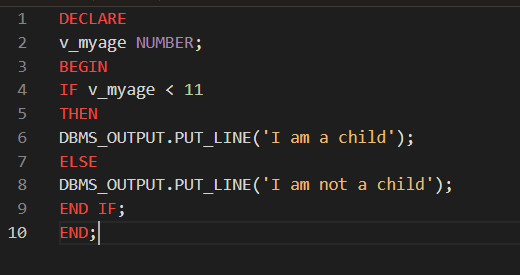 1 DECLARE
2 v_myage NUMBER;
3 BEGIN
4 IF v_myage < 11
5 THEN
6 DBMS_OUTPUT.PUT_LINE('I am a child');
7 ELSE
8 DBMS_OUTPUT.PUT_LINE('I am not a child');
9 END IF;
10 END;